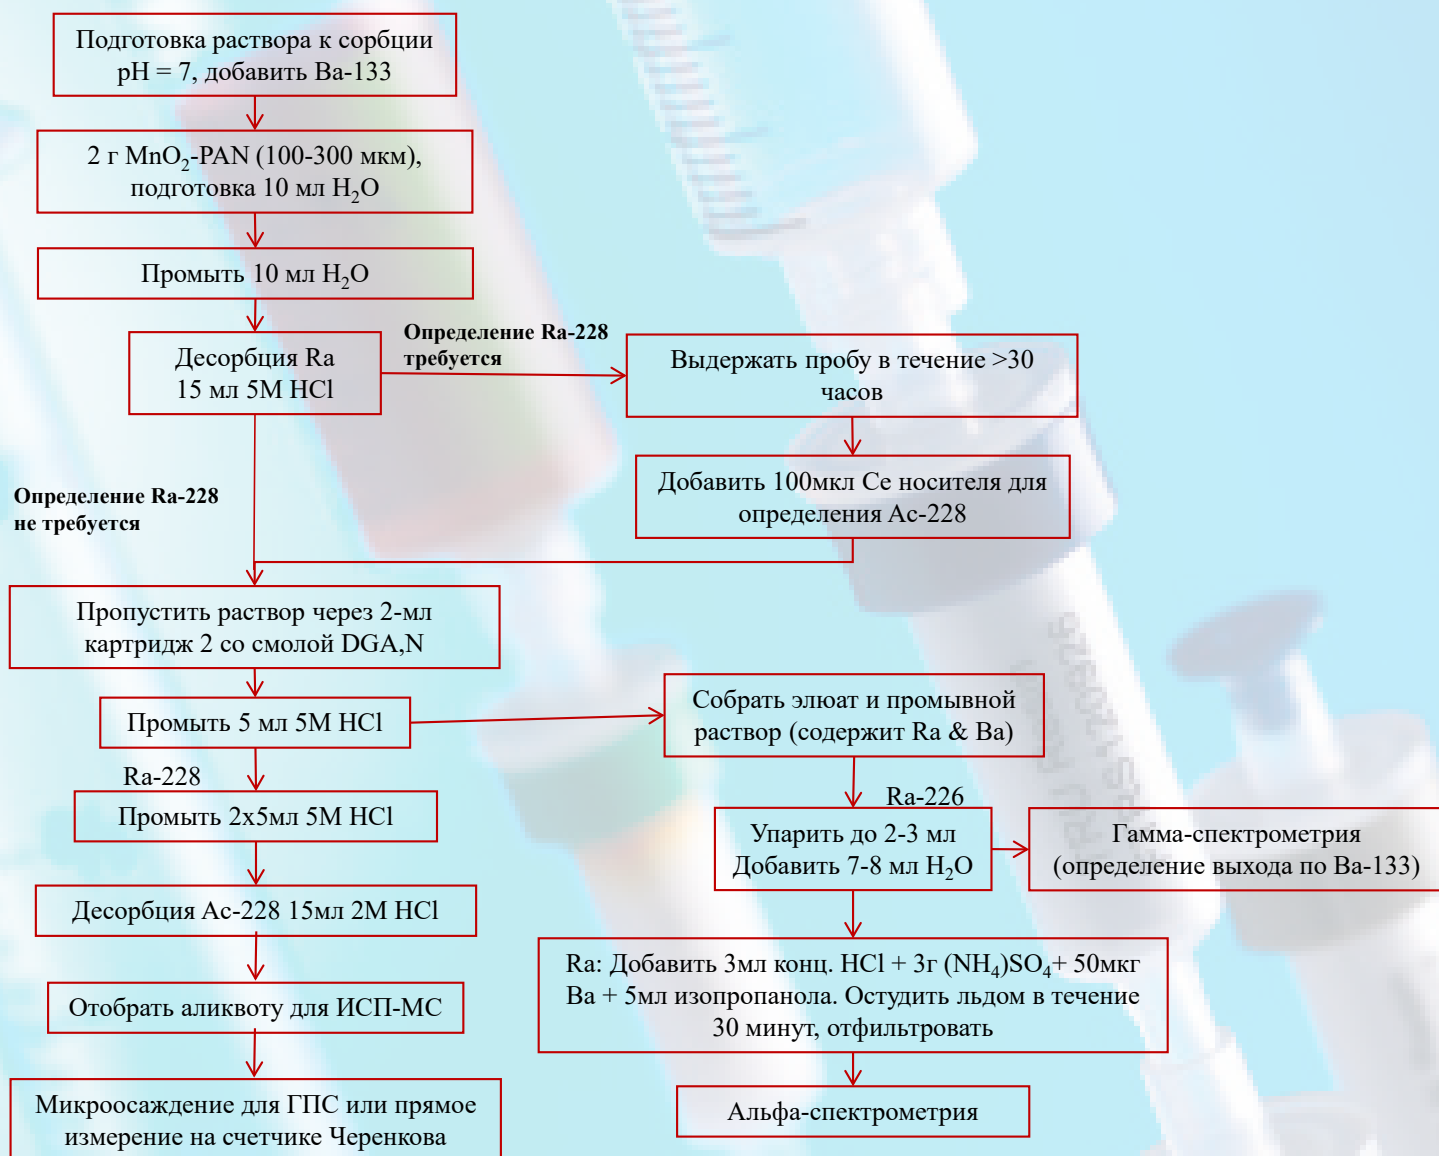 Подготовка раствора к сорбции
pH = 7, добавить Ba-133
2 г MnO₂-PAN (100-300 мкм),
подготовка 10 мл H₂O
Промыть 10 мл H₂O
Десорбция Ra
15 мл 5M HCl
Определение Ra-228
требуется
Выдержать пробу в течение >30
часов
Добавить 100мкл Ce носителя для
определения Ac-228
Определение Ra-228
не требуется
Пропустить раствор через 2-мл
картридж 2 со смолой DGA,N
Промыть 5 мл 5M HCl
Собрать элюат и промывной
раствор (содержит Ra & Ba)
Ra-228
Промыть 2x5мл 5M HCl
Ra-226
Упарить до 2-3 мл
Добавить 7-8 мл H₂O
Гамма-спектрометрия
(определение выхода по Ba-133)
Десорбция Ac-228 15мл 2M HCl
Ra: Добавить 3мл конц. HCl + 3г (NH₄)SO₄+ 50мкг
Ba + 5мл изопропанола. Остудить льдом в течение
30 минут, отфильтровать
Отобрать аликвоту для ИСП-МС
Альфа-спектрометрия
Микроосаждение для ГПС или прямое
измерение на счетчике Черенкова